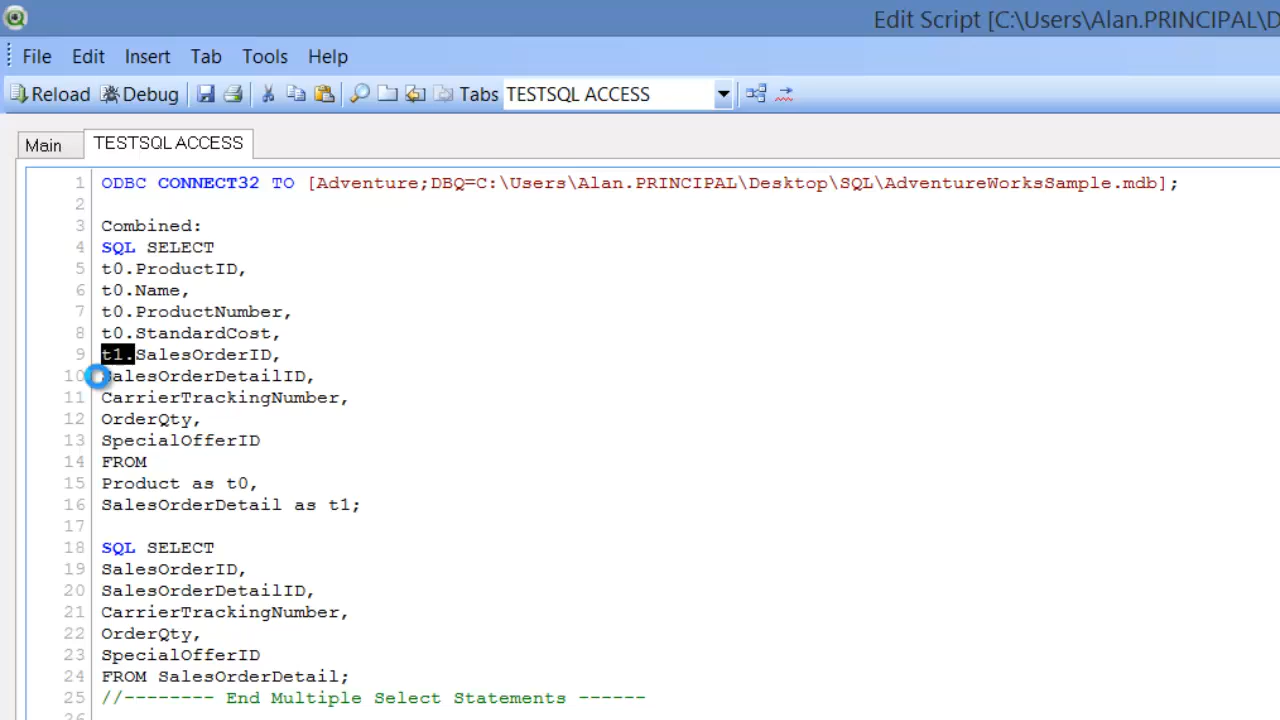 Edit Script [C:\Users\Alan.PRINCIPAL\D
File Edit Insert Tab Tools Help
Reload Debug Tabs TESTSQL ACCESS
Main TESTSQL ACCESS
1 ODBC CONNECT32 TO [Adventure;DBQ=C:\Users\Alan.PRINCIPAL\Desktop\SQL\AdventureWorksSample.mdb];
2
3 Combined:
4 SQL SELECT
5 t0.ProductID,
6 t0.Name,
7 t0.ProductNumber,
8 t0.StandardCost,
9 t1.SalesOrderID,
10 SalesOrderDetailID,
11 CarrierTrackingNumber,
12 OrderQty,
13 SpecialOfferID
14 FROM
15 Product as t0,
16 SalesOrderDetail as t1;
17
18 SQL SELECT
19 SalesOrderID,
20 SalesOrderDetailID,
21 CarrierTrackingNumber,
22 OrderQty,
23 SpecialOfferID
24 FROM SalesOrderDetail;
25 //-------- End Multiple Select Statements ------
26